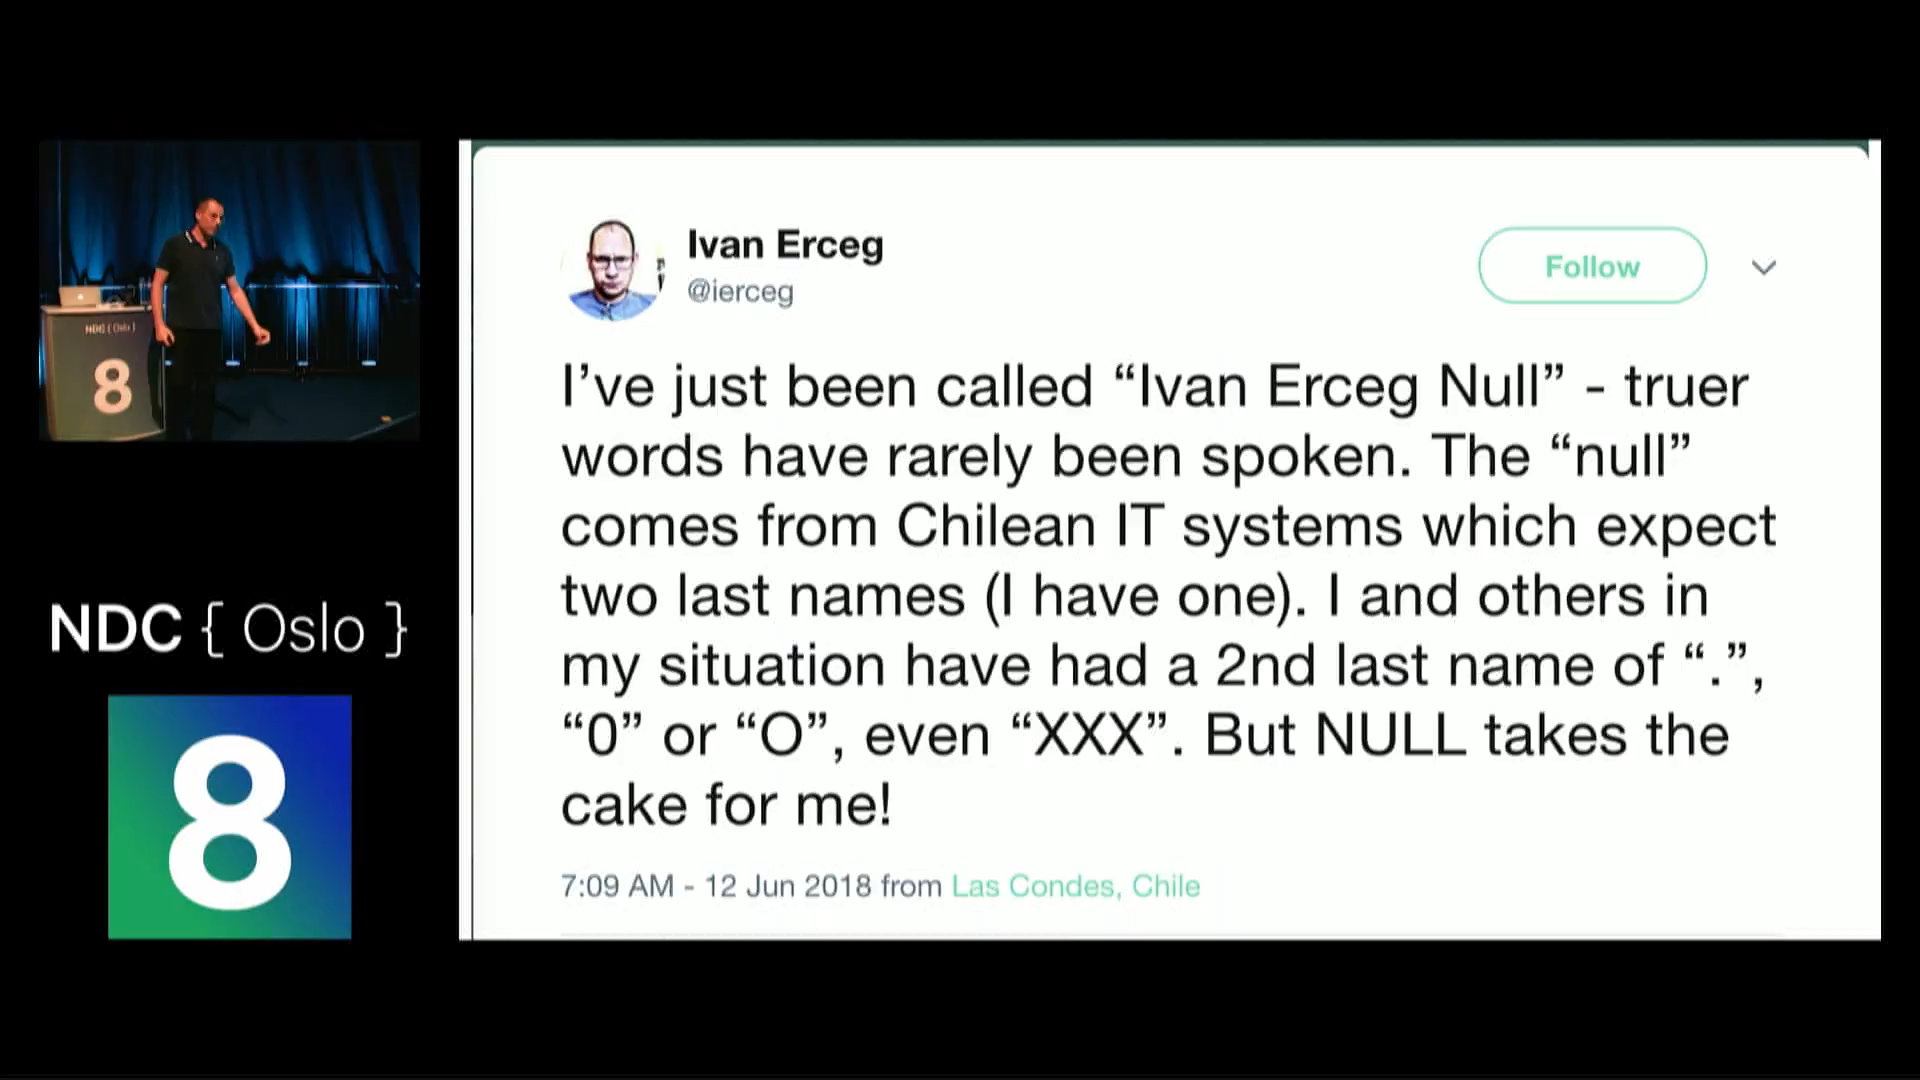 NDC { Oslo }
8
NDC { Oslo }
8
Ivan Erceg
@ierceg
Follow
I’ve just been called “Ivan Erceg Null” - truer
words have rarely been spoken. The “null”
comes from Chilean IT systems which expect
two last names (I have one). I and others in
my situation have had a 2nd last name of “.”,
“0” or “O”, even “XXX”. But NULL takes the
cake for me!
7:09 AM - 12 Jun 2018 from Las Condes, Chile